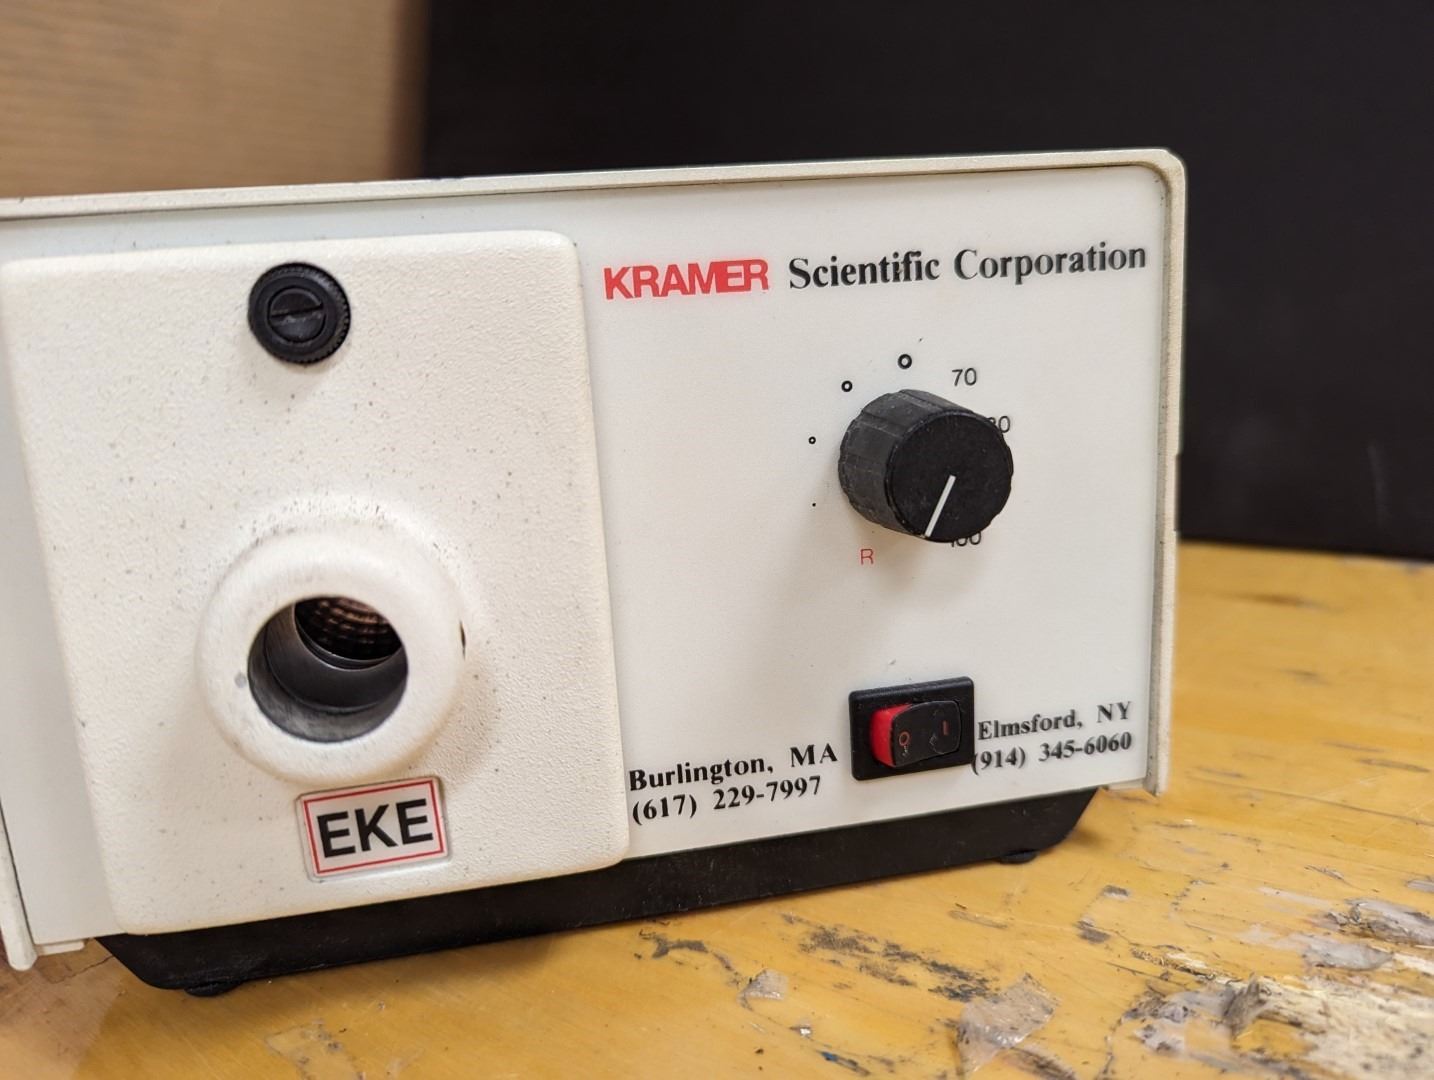 KRAMER Scientific Corporation
70
R
Burlington, MA
(617) 229-7997
Elmsford, NY
(914) 345-6060
EKE